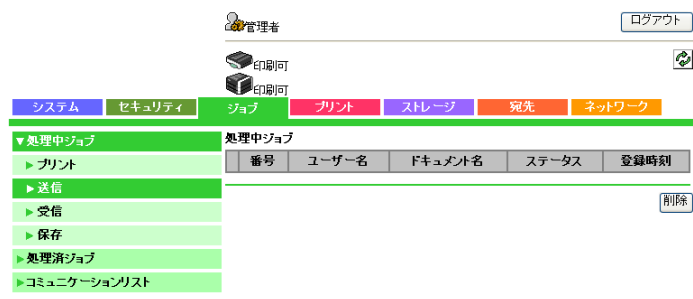 管理者
ログアウト
印刷可
印刷可
システム セキュリティ ジョブ プリント ストレージ 宛先 ネットワーク
▼処理中ジョブ
▶プリント
▶送信
▶受信
▶保存
▶処理済ジョブ
▶コミュニケーションリスト
処理中ジョブ
番号 ユーザー名 ドキュメント名 ステータス 登録時刻
削除